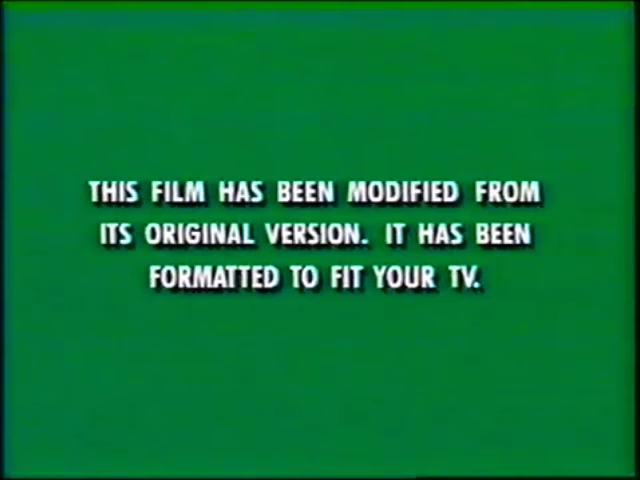 THIS FILM HAS BEEN MODIFIED FROM
ITS ORIGINAL VERSION. IT HAS BEEN
FORMATTED TO FIT YOUR TV.